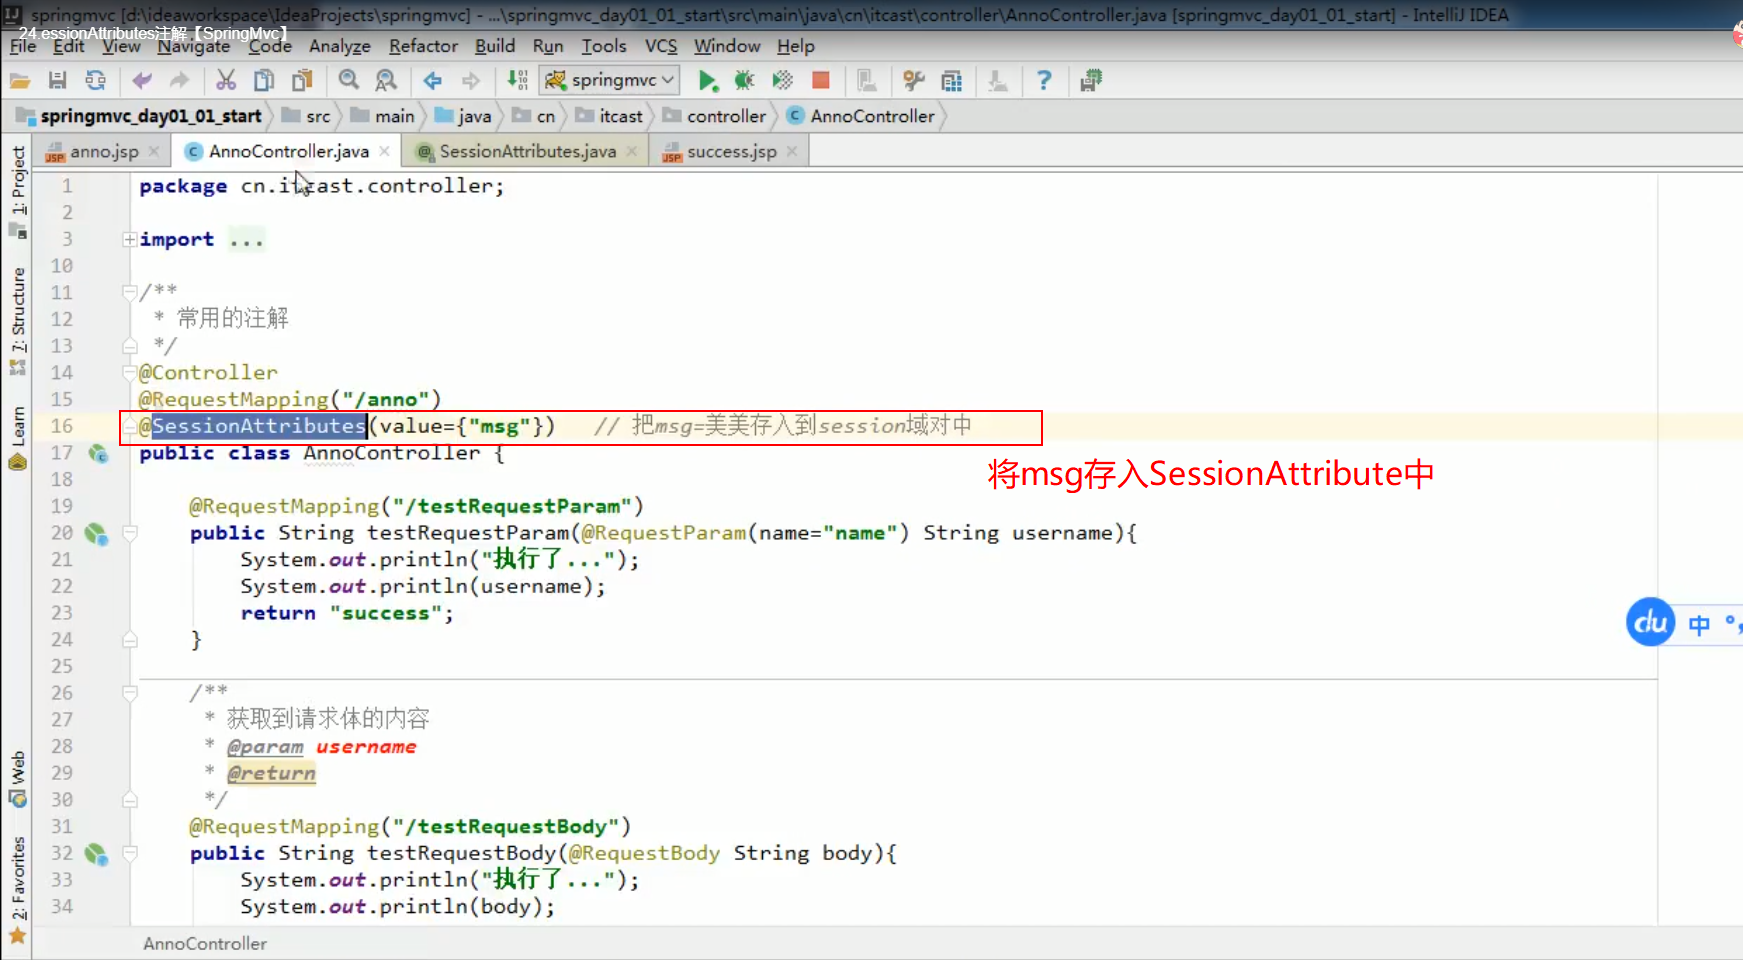 springmvc [d:\ideaworkspace\IdeaProjects\springmvc] - ...\springmvc_day01_01_start\src\main\java\cn\itcast\controller\AnnoController.java [springmvc_day01_01_start] - IntelliJ IDEA
24.essionAttributes注解【SpringMvc】
File Edit View Navigate Code Analyze Refactor Build Run Tools VCS Window Help
springmvc
springmvc_day01_01_start src main java cn itcast controller AnnoController
anno.jsp AnnoController.java SessionAttributes.java success.jsp
1: Project
7: Structure
Learn
Web
2: Favorites
1 package cn.itcast.controller;
2
3 import ...
10
11 /**
12 * 常用的注解
13 */
14 @Controller
15 @RequestMapping("/anno")
16 @SessionAttributes(value={"msg"}) // 把msg=美美存入到session域对中
17 public class AnnoController {
将msg存入SessionAttribute中
18
19 @RequestMapping("/testRequestParam")
20 public String testRequestParam(@RequestParam(name="name") String username){
21 System.out.println("执行了...");
22 System.out.println(username);
23 return "success";
24 }
25
26 /**
27 * 获取到请求体的内容
28 * @param username
29 * @return
30 */
31 @RequestMapping("/testRequestBody")
32 public String testRequestBody(@RequestBody String body){
33 System.out.println("执行了...");
34 System.out.println(body);
du 中 °,
AnnoController